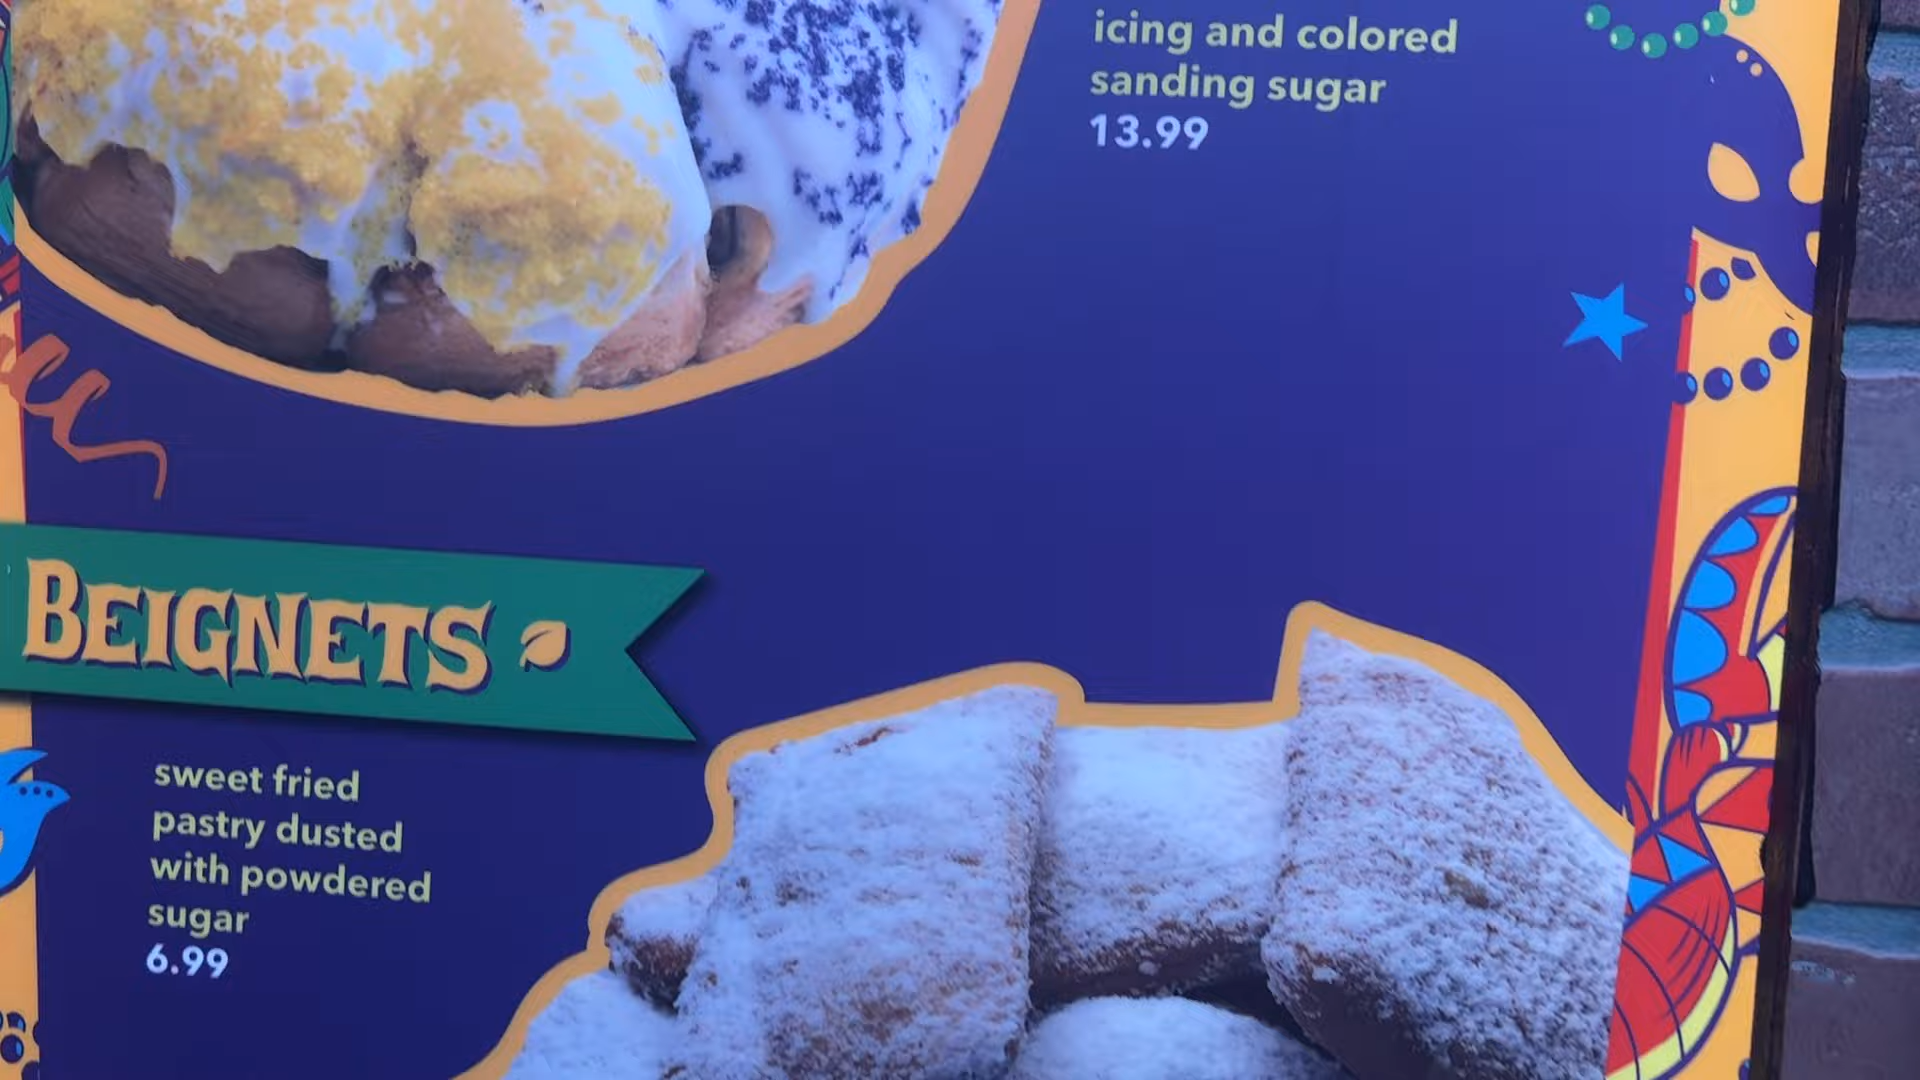 icing and colored
sanding sugar
13.99
BEIGNETS
sweet fried
pastry dusted
with powdered
sugar
6.99